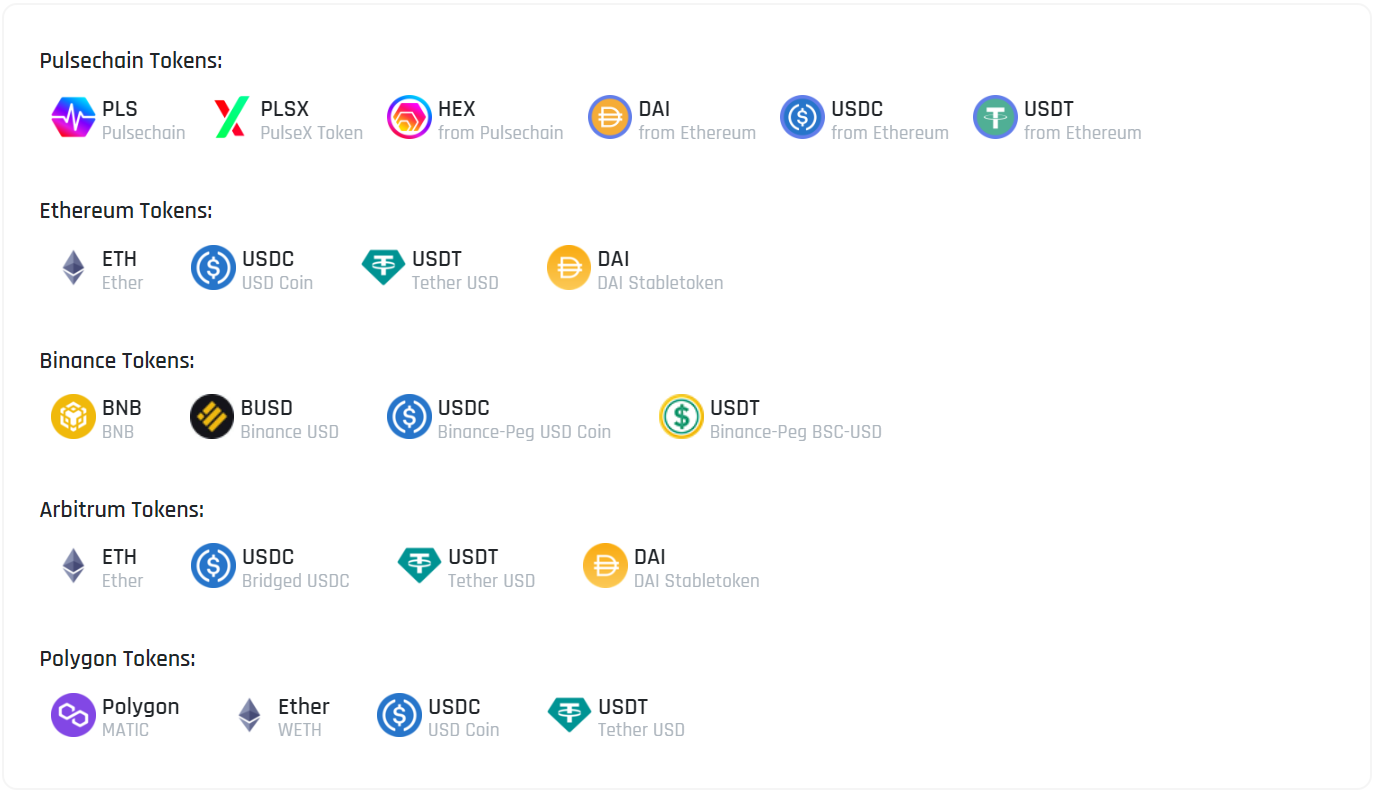 Pulsechain Tokens:
PLS PLSX HEX DAI USDC USDT
Pulsechain PulseX Token from Pulsechain from Ethereum from Ethereum from Ethereum
Ethereum Tokens:
ETH USDC USDT DAI
Ether USD Coin Tether USD DAI Stabletoken
Binance Tokens:
BNB BUSD USDC USDT
BNB Binance USD Binance-Peg USD Coin Binance-Peg BSC-USD
Arbitrum Tokens:
ETH USDC USDT DAI
Ether Bridged USDC Tether USD DAI Stabletoken
Polygon Tokens:
Polygon Ether USDC USDT
MATIC WETH USD Coin Tether USD